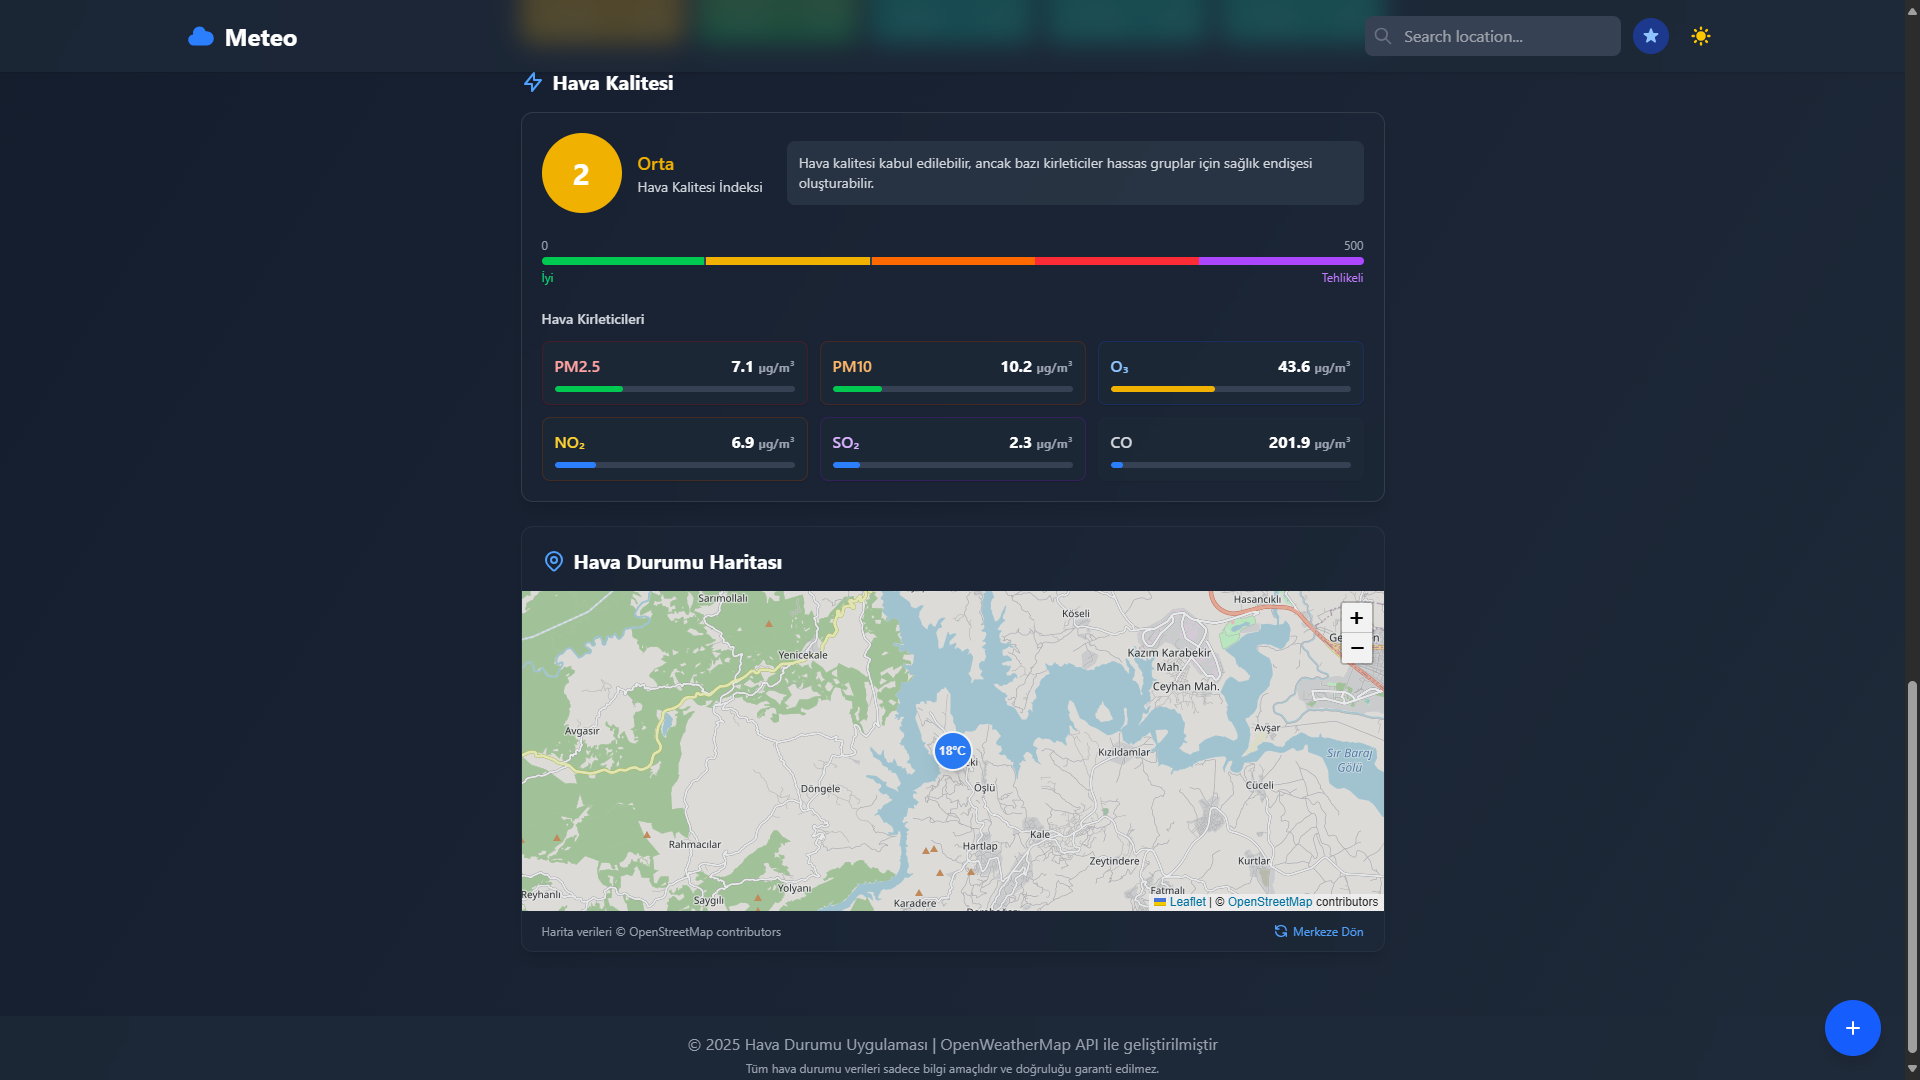 Meteo
Search location...
Hava Kalitesi
2
Orta
Hava Kalitesi İndeksi
Hava kalitesi kabul edilebilir, ancak bazı kirleticiler hassas gruplar için sağlık endişesi
oluşturabilir.
0
500
İyi
Tehlikeli
Hava Kirleticileri
PM2.5 7.1 µg/m³
PM10 10.2 µg/m³
O₃ 43.6 µg/m³
NO₂ 6.9 µg/m³
SO₂ 2.3 µg/m³
CO 201.9 µg/m³
Hava Durumu Haritası
Sarımollalı
Hasancıklı
Köseli
+
−
Yenicekale
Kazım Karabekir
Mah.
Ceyhan Mah.
Avgasir
Avşar
18°C
Kızıldamlar
Sır Baraj
Gölü
Döngele
Öşlü
Cüceli
Kale
Rahmacılar
Hartlap
Zeytindere
Kurtlar
Reyhanlı
Yolyanı
Fatmalı
Saygılı
Karadere
Leaflet | © OpenStreetMap contributors
Harita verileri © OpenStreetMap contributors
Merkeze Dön
+
© 2025 Hava Durumu Uygulaması | OpenWeatherMap API ile geliştirilmiştir
Tüm hava durumu verileri sadece bilgi amaçlıdır ve doğruluğu garanti edilmez.